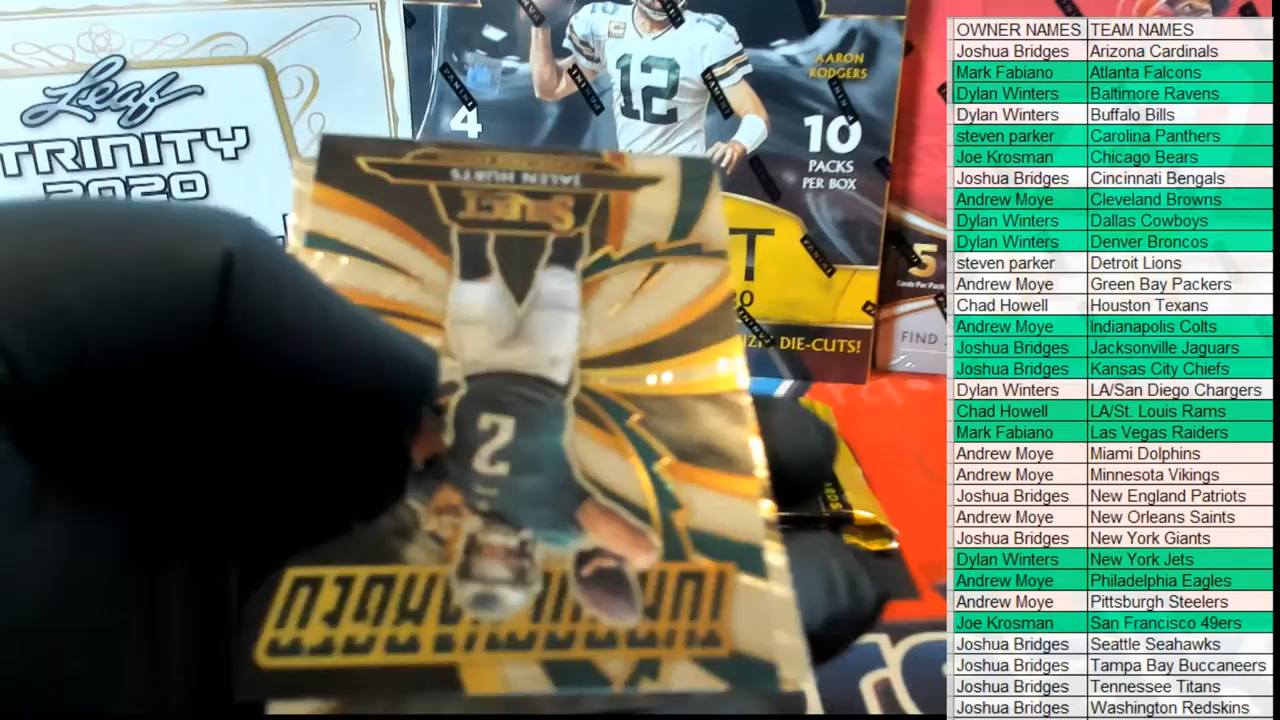 Leaf
TRINITY
2020
12
4
AARON
RODGERS
10
PACKS
PER BOX
PANINI
5
Cards Per Pack
FIND
DIE-CUTS!
JALEN HURTS
SELECT
2
OWNER NAMES TEAM NAMES
Joshua Bridges Arizona Cardinals
Mark Fabiano Atlanta Falcons
Dylan Winters Baltimore Ravens
Dylan Winters Buffalo Bills
steven parker Carolina Panthers
Joe Krosman Chicago Bears
Joshua Bridges Cincinnati Bengals
Andrew Moye Cleveland Browns
Dylan Winters Dallas Cowboys
Dylan Winters Denver Broncos
steven parker Detroit Lions
Andrew Moye Green Bay Packers
Chad Howell Houston Texans
Andrew Moye Indianapolis Colts
Joshua Bridges Jacksonville Jaguars
Joshua Bridges Kansas City Chiefs
Dylan Winters LA/San Diego Chargers
Chad Howell LA/St. Louis Rams
Mark Fabiano Las Vegas Raiders
Andrew Moye Miami Dolphins
Andrew Moye Minnesota Vikings
Joshua Bridges New England Patriots
Andrew Moye New Orleans Saints
Joshua Bridges New York Giants
Dylan Winters New York Jets
Andrew Moye Philadelphia Eagles
Andrew Moye Pittsburgh Steelers
Joe Krosman San Francisco 49ers
Joshua Bridges Seattle Seahawks
Joshua Bridges Tampa Bay Buccaneers
Joshua Bridges Tennessee Titans
Joshua Bridges Washington Redskins